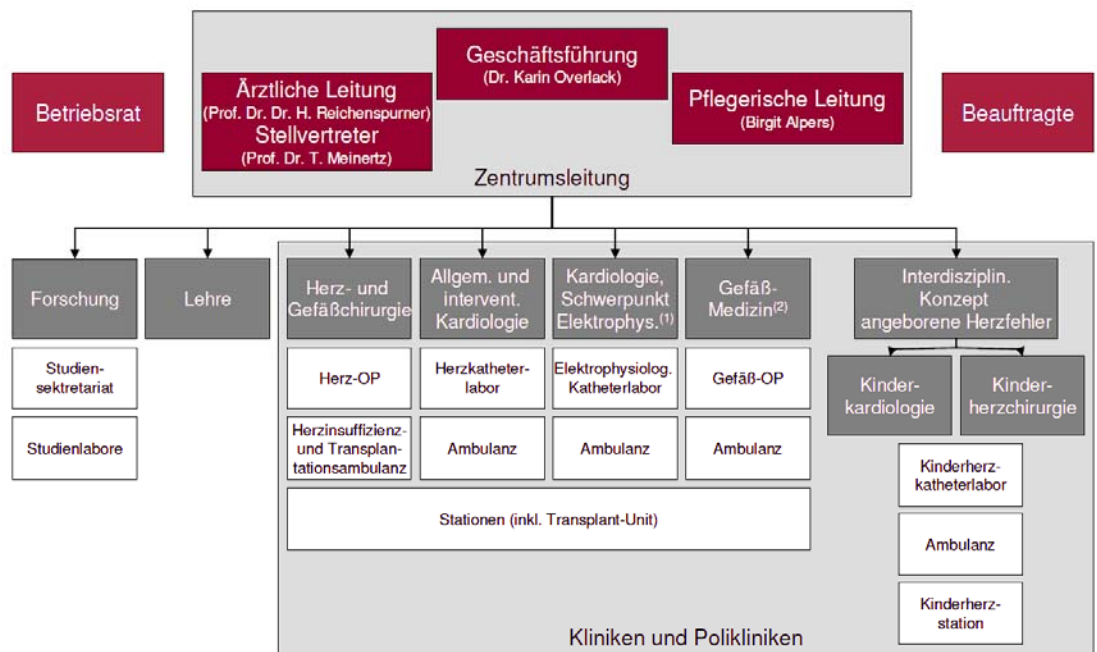 Geschäftsführung
(Dr. Karin Overlack)
Betriebsrat
Ärztliche Leitung
(Prof. Dr. Dr. H. Reichenspurner)
Stellvertreter
(Prof. Dr. T. Meinertz)
Pflegerische Leitung
(Birgit Alpers)
Beauftragte
Zentrumsleitung
Forschung
Lehre
Herz- und
Gefäßchirurgie
Allgem. und
intervent.
Kardiologie
Kardiologie,
Schwerpunkt
Elektrophys.(1)
Gefäß-
Medizin(2)
Interdisziplin.
Konzept
angeborene Herzfehler
Studien-
sektretariat
Herz-OP
Herzkatheter-
labor
Elektrophysiolog.
Katheterlabor
Gefäß-OP
Kinder-
kardiologie
Kinder-
herzchirurgie
Studienlabore
Herzinsuffizienz-
und Transplan-
tationsambulanz
Ambulanz
Ambulanz
Ambulanz
Kinderherz-
katheterlabor
Stationen (inkl. Transplant-Unit)
Ambulanz
Kinderherz-
station
Kliniken und Polikliniken